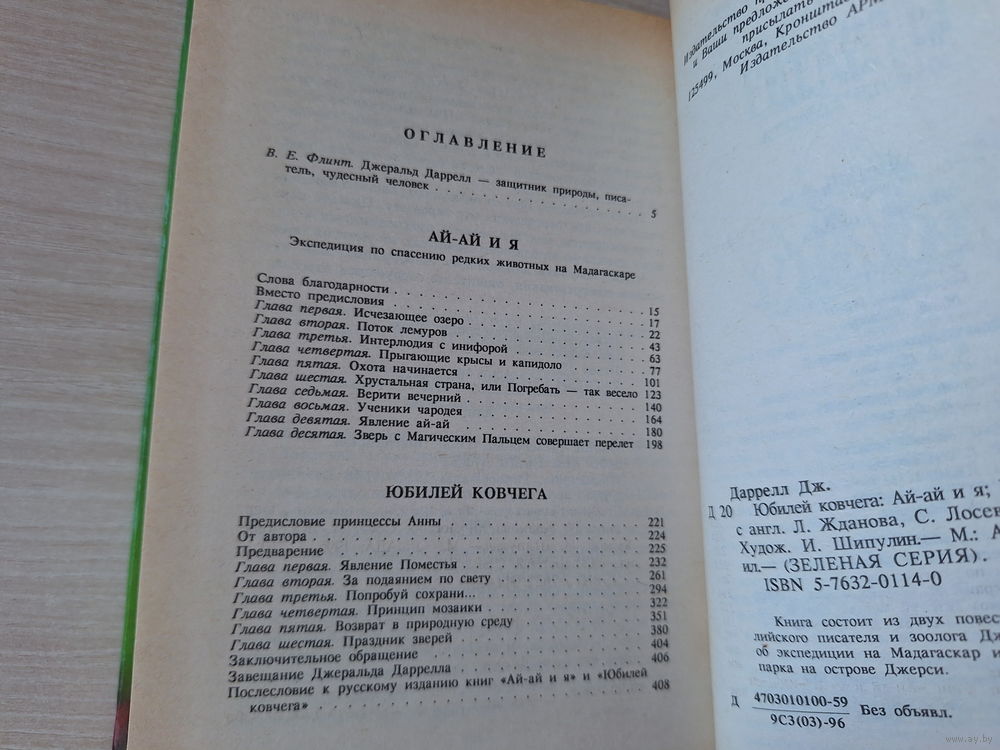 ОГЛАВЛЕНИЕ
В. Е. Флинт. Джеральд Даррелл — защитник природы, писа-
тель, чудесный человек . . . . . . . . . . . . . . . . 5
АЙ-АЙ И Я
Экспедиция по спасению редких животных на Мадагаскаре
Слова благодарности . . . . . . . . . . . . . . . . 15
Вместо предисловия . . . . . . . . . . . . . . . . 17
Глава первая. Исчезающее озеро . . . . . . . . . . . . 22
Глава вторая. Поток лемуров . . . . . . . . . . . . . 43
Глава третья. Интерлюдия с инифорой . . . . . . . . . 63
Глава четвертая. Прыгающие крысы и капидоло . . . . . . 77
Глава пятая. Охота начинается . . . . . . . . . . . . 101
Глава шестая. Хрустальная страна, или Погребать — так весело 123
Глава седьмая. Верити вечерний . . . . . . . . . . . . 140
Глава восьмая. Ученики чародея . . . . . . . . . . . . 164
Глава девятая. Явление ай-ай . . . . . . . . . . . . . 180
Глава десятая. Зверь с Магическим Пальцем совершает перелет 198
ЮБИЛЕЙ КОВЧЕГА
Предисловие принцессы Анны . . . . . . . . . . . . . 221
От автора . . . . . . . . . . . . . . . . . . . . 224
Предварение . . . . . . . . . . . . . . . . . . . 225
Глава первая. Явление Поместья . . . . . . . . . . . . 232
Глава вторая. За подаянием по свету . . . . . . . . . . 261
Глава третья. Попробуй сохрани... . . . . . . . . . . . 294
Глава четвертая. Принцип мозаики . . . . . . . . . . . 322
Глава пятая. Возврат в природную среду . . . . . . . . 351
Глава шестая. Праздник зверей . . . . . . . . . . . . 380
Заключительное обращение . . . . . . . . . . . . . . 404
Завещание Джеральда Даррелла . . . . . . . . . . . . 406
Послесловие к русскому изданию книг «Ай-ай и я» и «Юбилей
ковчега» . . . . . . . . . . . . . . . . . . . . 408
Издательство
и Ваши
присылать
125499, Москва,
Издательство
Даррелл Дж.
Д 20 Юбилей ковчега: Ай-ай и я;
с англ. Л. Жданова, С.
Худож. И. Шипулин.— М.:
ил.— (ЗЕЛЕНАЯ СЕРИЯ).
ISBN 5-7632-0114-0
Книга состоит из двух
писателя и зоолога
об экспедиции на Мадагаскар
парка на острове Джерси.
Д 4703010100-59
9С3(03)-96 Без объявл.
www.ay.by